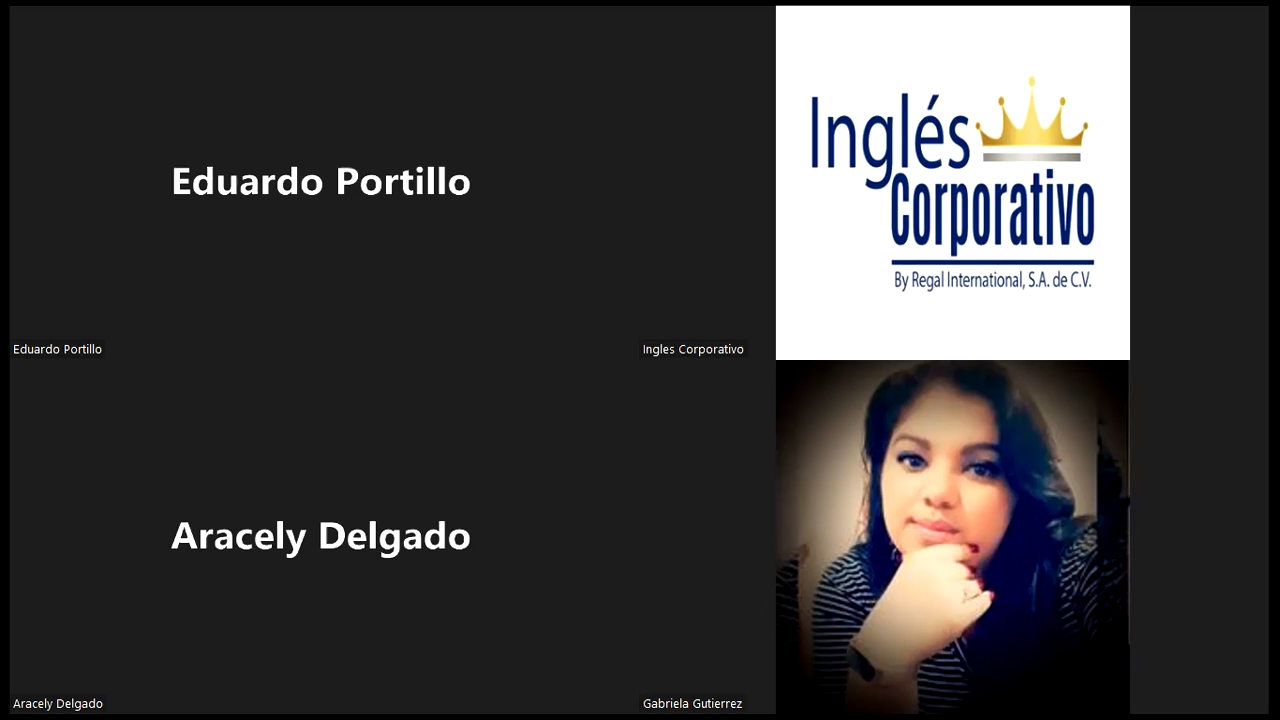 Eduardo Portillo
Eduardo Portillo
Inglés
Corporativo
By Regal International, S.A. de C.V.
Ingles Corporativo
Aracely Delgado
Aracely Delgado
Gabriela Gutierrez